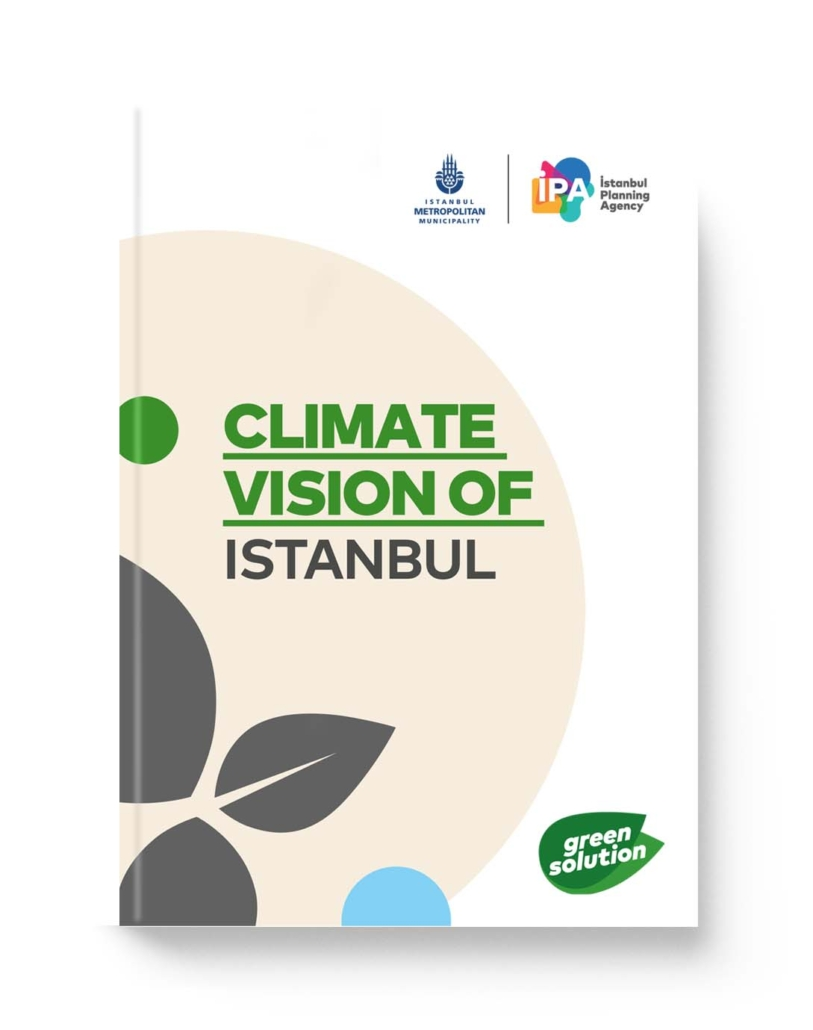 ISTANBUL
METROPOLITAN
MUNICIPALITY
İPA
İstanbul
Planning
Agency
CLIMATE
VISION OF
ISTANBUL
green
solution